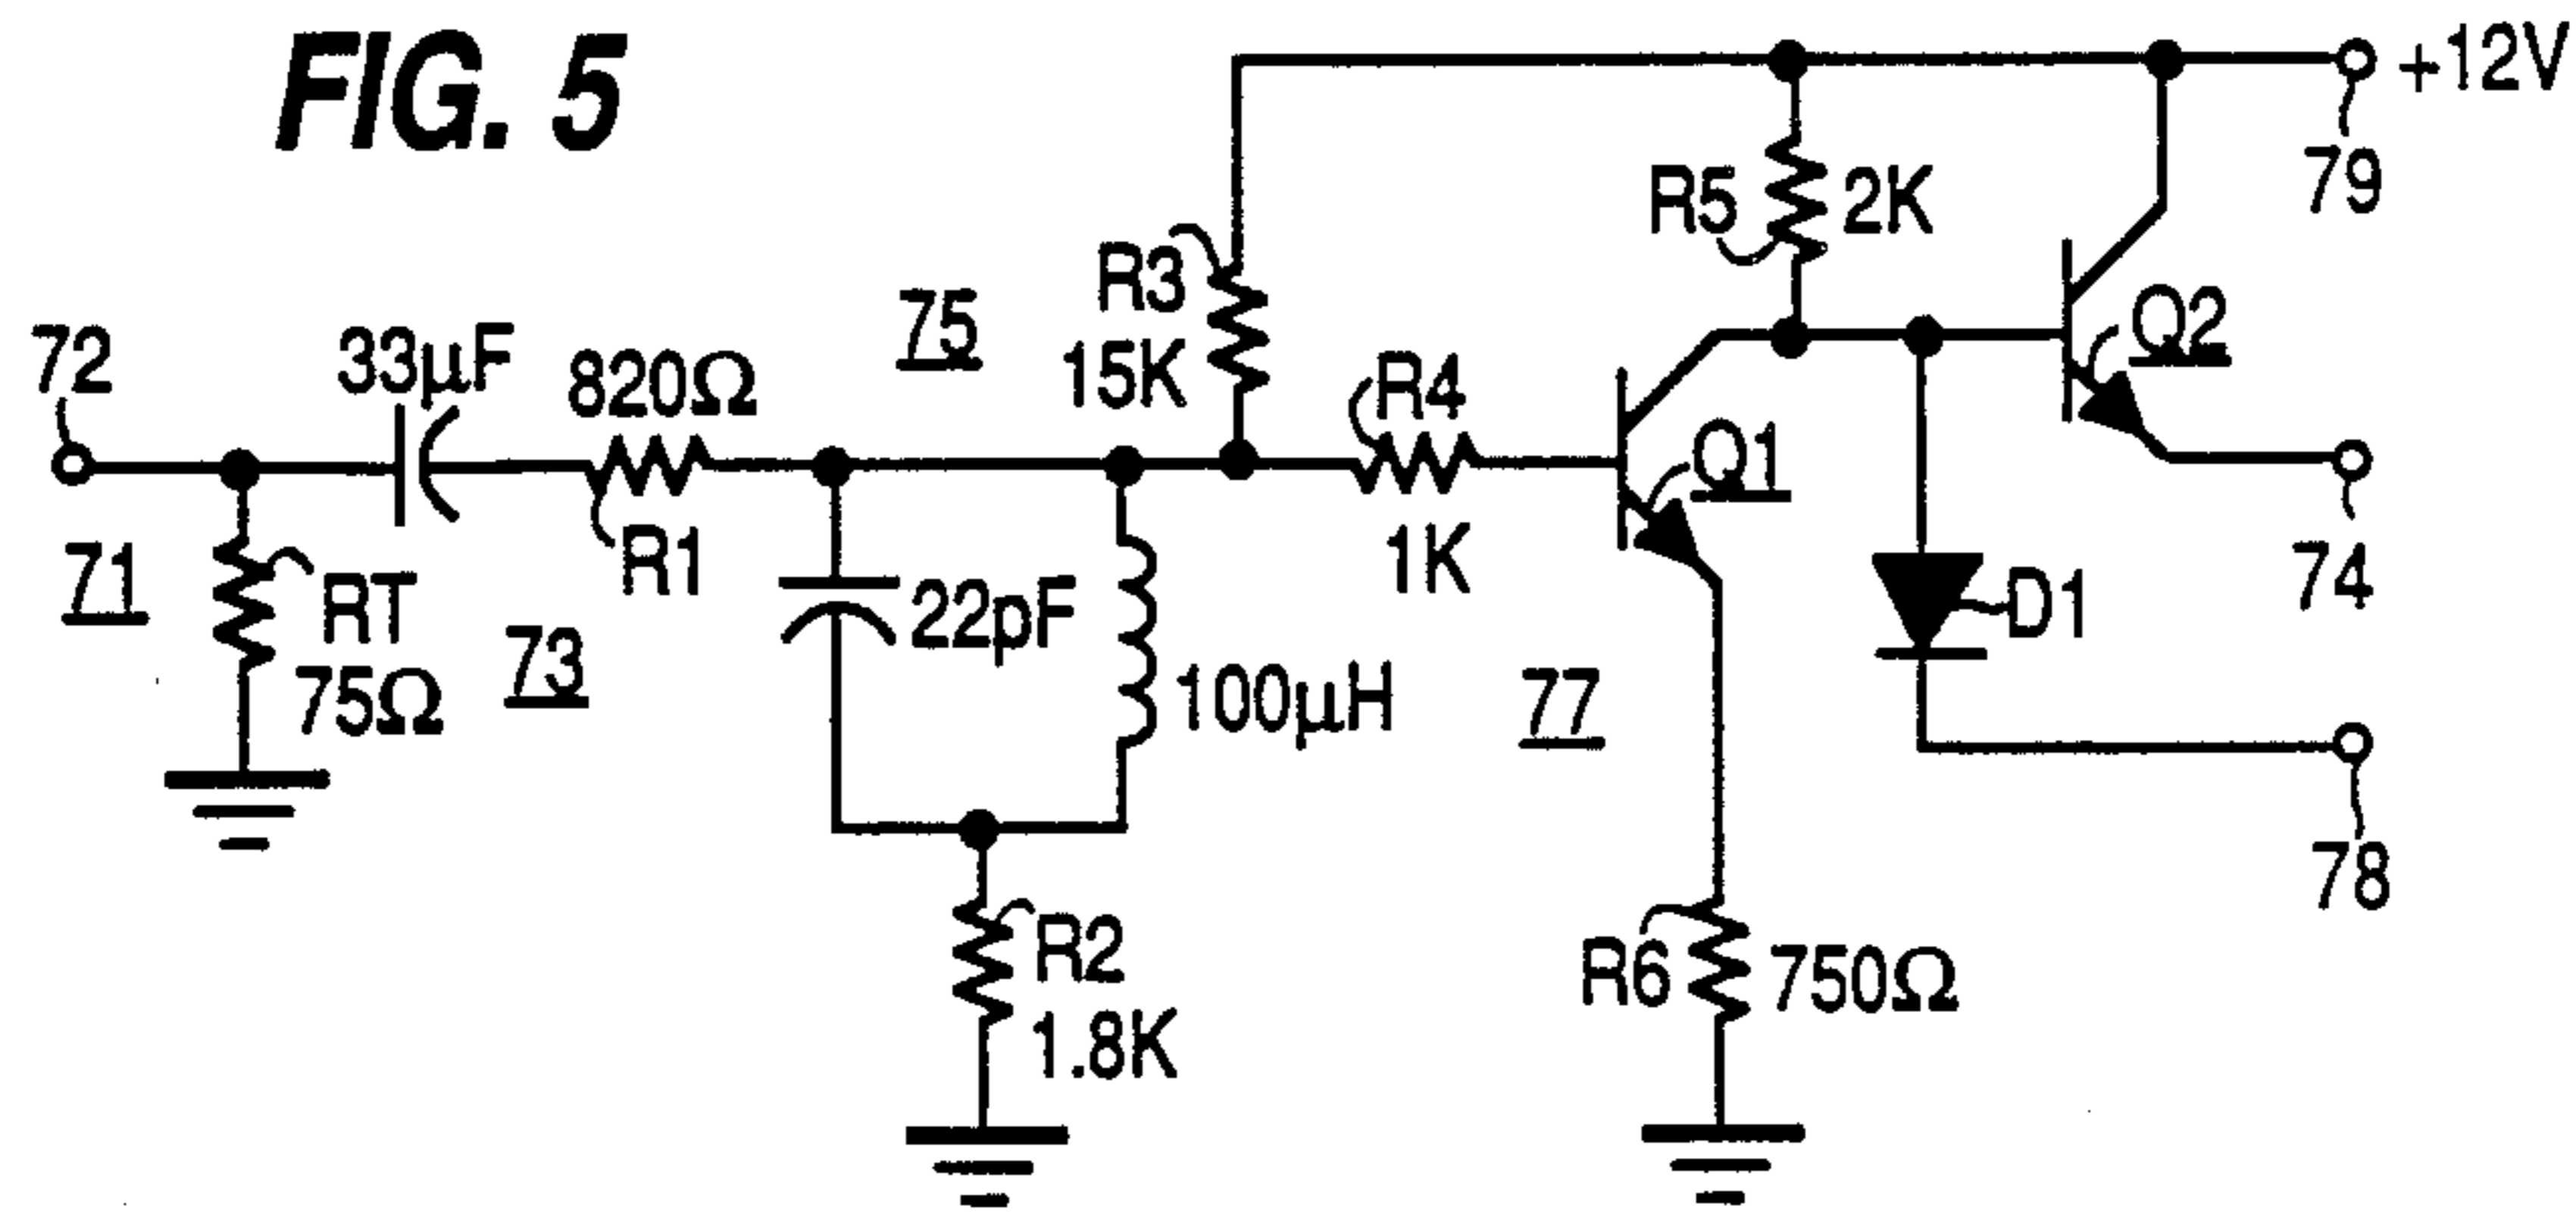 FIG. 5
+12V
79
R5
2K
R3
15K
75
Q2
72
33µF
820Ω
R4
1K
Q1
71
RT
75Ω
73
R1
22pF
100µH
77
D1
74
78
R2
1.8K
R6
750Ω